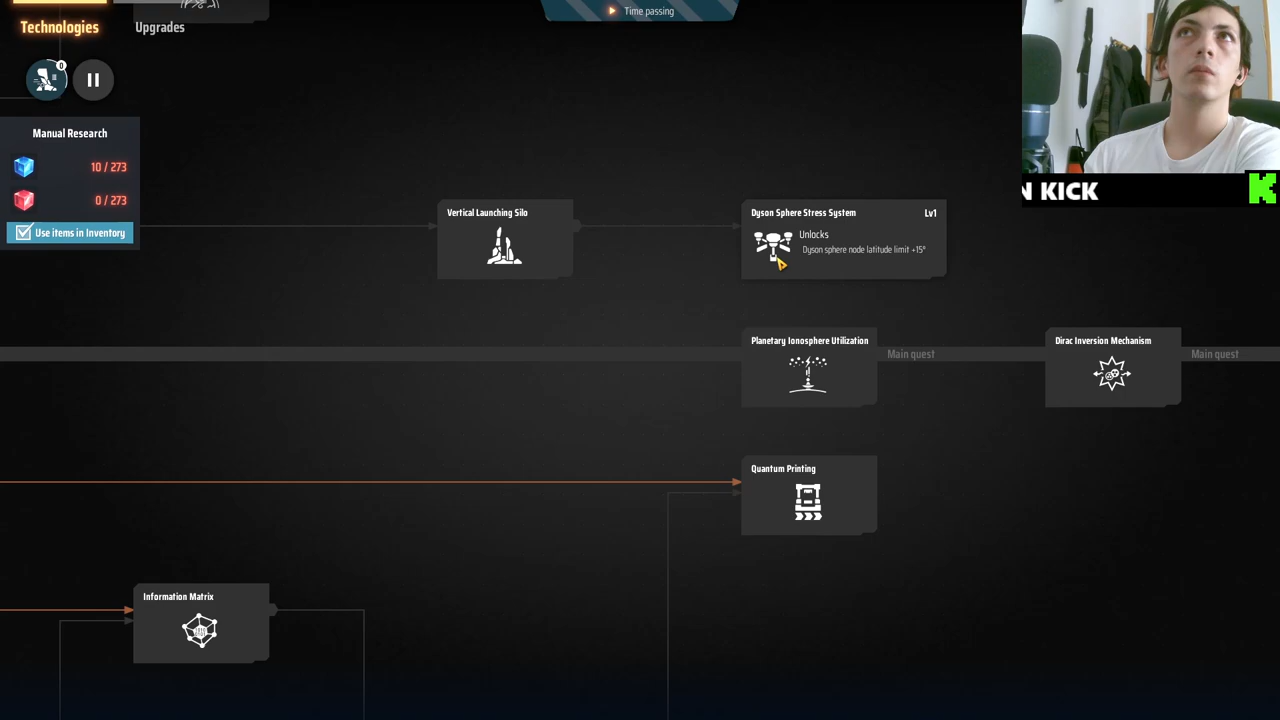 Technologies
Upgrades
Time passing
0
Manual Research
10 / 273
0 / 273
Use items in Inventory
Vertical Launching Silo
Dyson Sphere Stress System
Lv1
Unlocks
Dyson sphere node latitude limit +15°
Planetary Ionosphere Utilization
Main quest
Dirac Inversion Mechanism
Main quest
Quantum Printing
Information Matrix
N KICK
K